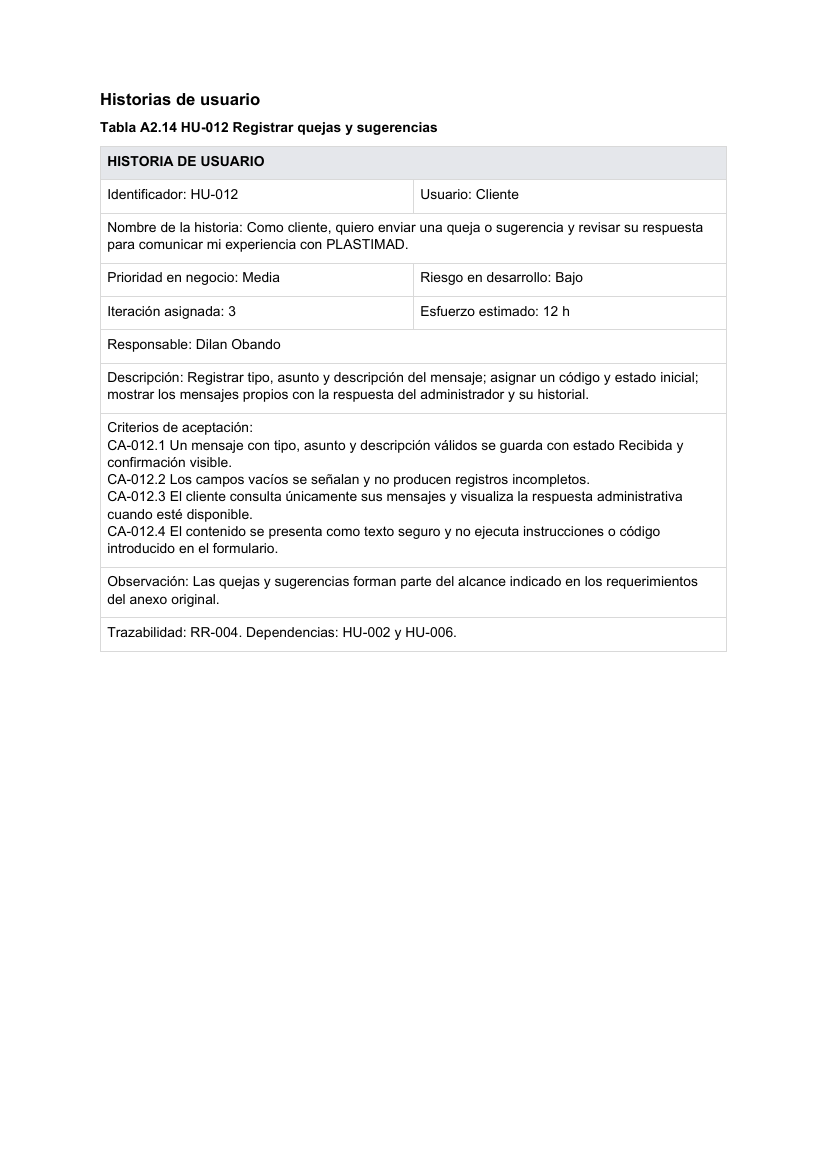 Historias de usuario
Tabla A2.14 HU-012 Registrar quejas y sugerencias
HISTORIA DE USUARIO
Identificador: HU-012
Usuario: Cliente
Nombre de la historia: Como cliente, quiero enviar una queja o sugerencia y revisar su respuesta
para comunicar mi experiencia con PLASTIMAD.
Prioridad en negocio: Media
Riesgo en desarrollo: Bajo
Iteración asignada: 3
Esfuerzo estimado: 12 h
Responsable: Dilan Obando
Descripción: Registrar tipo, asunto y descripción del mensaje; asignar un código y estado inicial;
mostrar los mensajes propios con la respuesta del administrador y su historial.
Criterios de aceptación:
CA-012.1 Un mensaje con tipo, asunto y descripción válidos se guarda con estado Recibida y
confirmación visible.
CA-012.2 Los campos vacíos se señalan y no producen registros incompletos.
CA-012.3 El cliente consulta únicamente sus mensajes y visualiza la respuesta administrativa
cuando esté disponible.
CA-012.4 El contenido se presenta como texto seguro y no ejecuta instrucciones o código
introducido en el formulario.
Observación: Las quejas y sugerencias forman parte del alcance indicado en los requerimientos
del anexo original.
Trazabilidad: RR-004. Dependencias: HU-002 y HU-006.